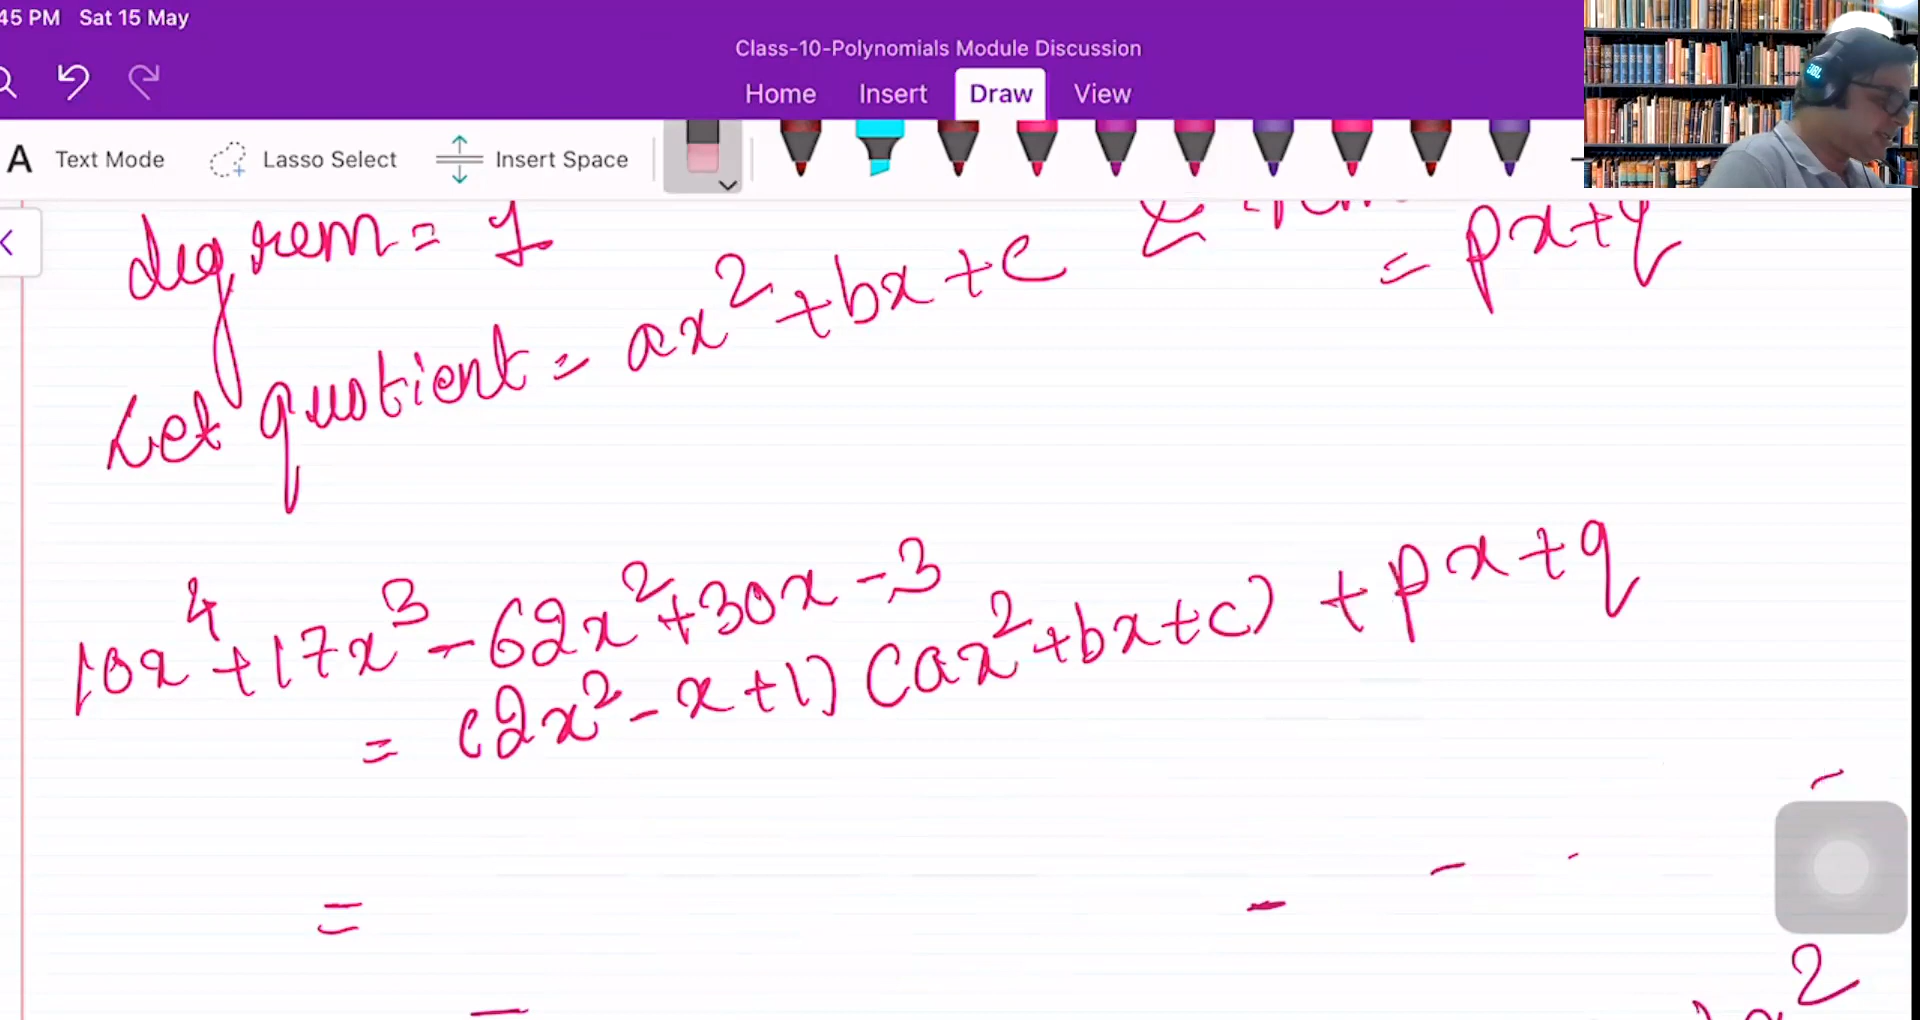 45 PM Sat 15 May
Class-10-Polynomials Module Discussion
Home Insert Draw View
A Text Mode Lasso Select Insert Space
deg rem = 1
= px+q
Let quotient = ax²+bx+c
10x⁴+17x³-62x²+30x-3
= (2x²-x+1) (ax²+bx+c) + px+q
=